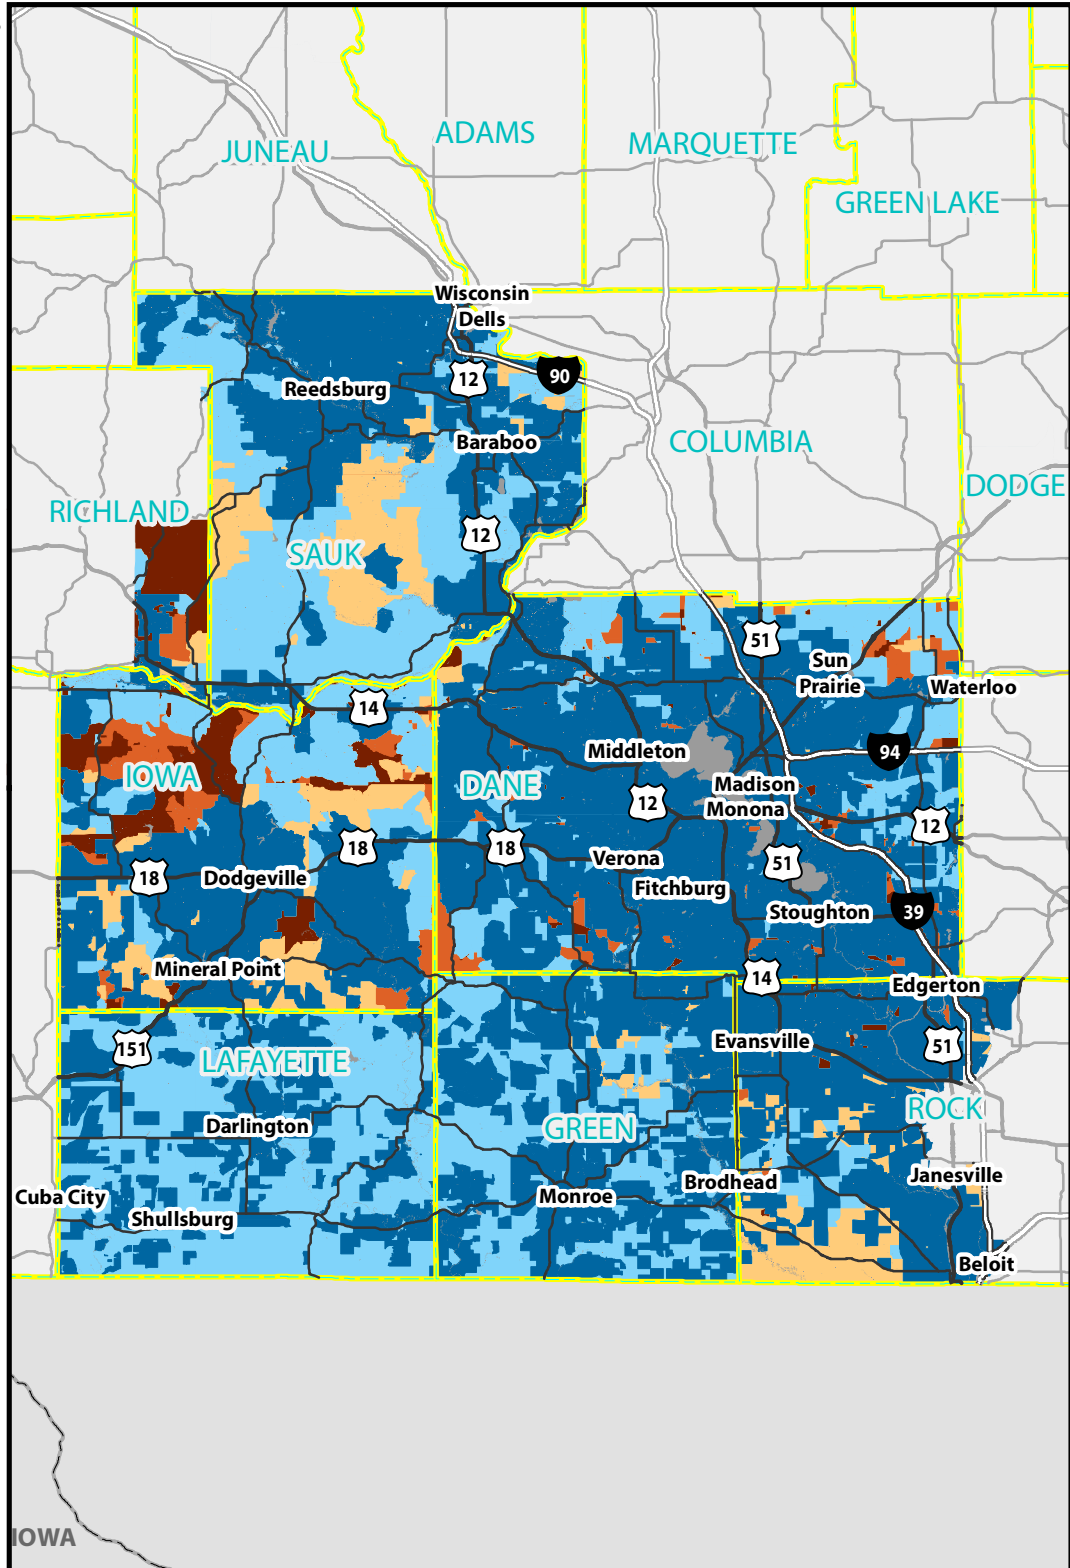 ADAMS
MARQUETTE
JUNEAU
GREEN LAKE
Wisconsin
Dells
12
90
Reedsburg
Baraboo
COLUMBIA
DODGE
RICHLAND
12
SAUK
51
Sun
Prairie
Waterloo
14
Middleton
94
IOWA
DANE
Madison
12
Monona
12
18
18
Verona
51
18
Dodgeville
Fitchburg
Stoughton
39
Mineral Point
14
Edgerton
151
Evansville
51
LAFAYETTE
ROCK
Darlington
GREEN
Janesville
Brodhead
Cuba City
Monroe
Shullsburg
Beloit
IOWA